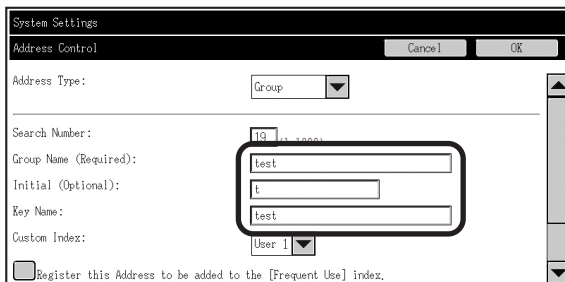 System Settings
Address Control Cancel OK
Address Type: Group
Search Number: 19
Group Name (Required): test
Initial (Optional): t
Key Name: test
Custom Index: User 1
Register this Address to be added to the [Frequent Use] index.